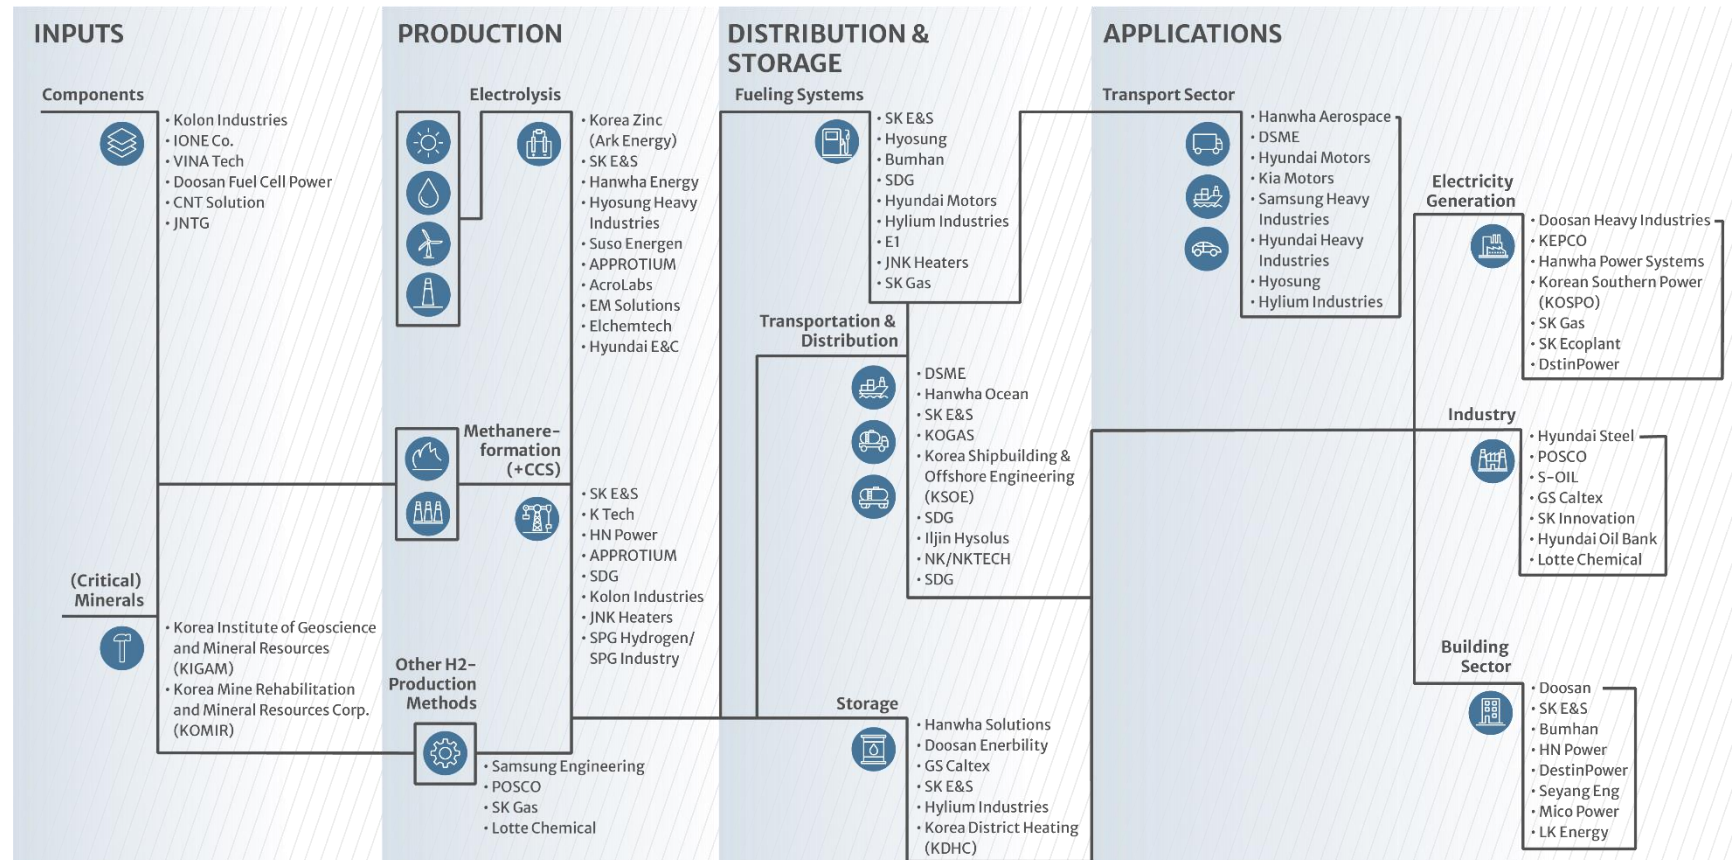 INPUTS
Components
• Kolon Industries
• IONE Co.
• VINA Tech
• Doosan Fuel Cell Power
• CNT Solution
• JNTG
(Critical)
Minerals
• Korea Institute of Geoscience
and Mineral Resources
(KIGAM)
• Korea Mine Rehabilitation
and Mineral Resources Corp.
(KOMIR)
PRODUCTION
Electrolysis
• Korea Zinc
(Ark Energy)
• SK E&S
• Hanwha Energy
• Hyosung Heavy
Industries
• Suso Energen
• APPROTIUM
• AcroLabs
• EM Solutions
• Elchemtech
• Hyundai E&C
Methanere-
formation
(+CCS)
• SK E&S
• K Tech
• HN Power
• APPROTIUM
• SDG
• Kolon Industries
• JNK Heaters
• SPG Hydrogen/
SPG Industry
Other H2-
Production
Methods
• Samsung Engineering
• POSCO
• SK Gas
• Lotte Chemical
DISTRIBUTION &
STORAGE
Fueling Systems
• SK E&S
• Hyosung
• Bumhan
• SDG
• Hyundai Motors
• Hylium Industries
• E1
• JNK Heaters
• SK Gas
Transportation &
Distribution
• DSME
• Hanwha Ocean
• SK E&S
• KOGAS
• Korea Shipbuilding &
Offshore Engineering
(KSOE)
• SDG
• Iljin Hysolus
• NK/NKTECH
• SDG
Storage
• Hanwha Solutions
• Doosan Enerbility
• GS Caltex
• SK E&S
• Hylium Industries
• Korea District Heating
(KDHC)
APPLICATIONS
Transport Sector
• Hanwha Aerospace
• DSME
• Hyundai Motors
• Kia Motors
• Samsung Heavy
Industries
• Hyundai Heavy
Industries
• Hyosung
• Hylium Industries
Electricity
Generation
• Doosan Heavy Industries
• KEPCO
• Hanwha Power Systems
• Korean Southern Power
(KOSPO)
• SK Gas
• SK Ecoplant
• DstinPower
Industry
• Hyundai Steel
• POSCO
• S-OIL
• GS Caltex
• SK Innovation
• Hyundai Oil Bank
• Lotte Chemical
Building
Sector
• Doosan
• SK E&S
• Bumhan
• HN Power
• DestinPower
• Seyang Eng
• Mico Power
• LK Energy